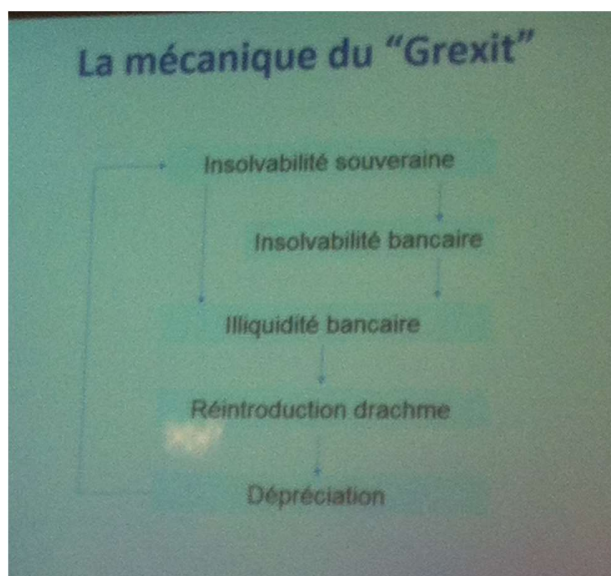 La mécanique du “Grexit”
Insolvabilité souveraine
Insolvabilité bancaire
Illiquidité bancaire
Réintroduction drachme
Dépréciation